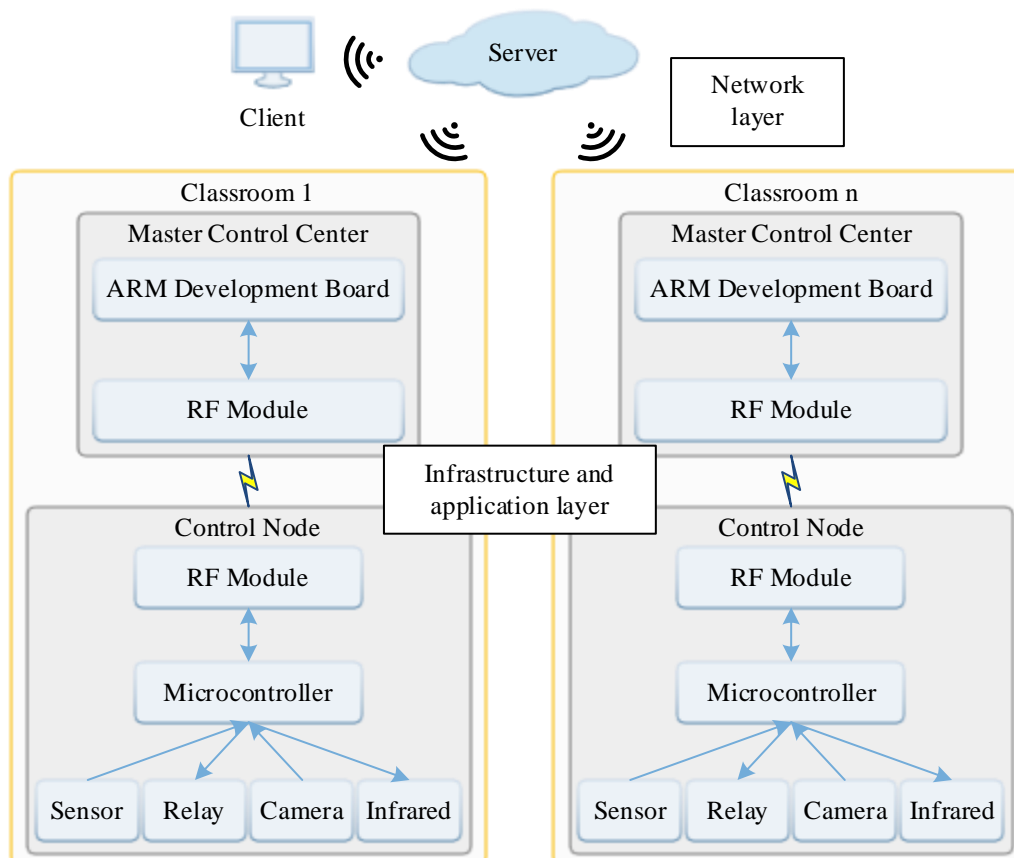 Server
Client
Network
layer
Classroom 1
Master Control Center
ARM Development Board
RF Module
Classroom n
Master Control Center
ARM Development Board
RF Module
Infrastructure and
application layer
Control Node
RF Module
Microcontroller
Sensor
Relay
Camera
Infrared
Control Node
RF Module
Microcontroller
Sensor
Relay
Camera
Infrared